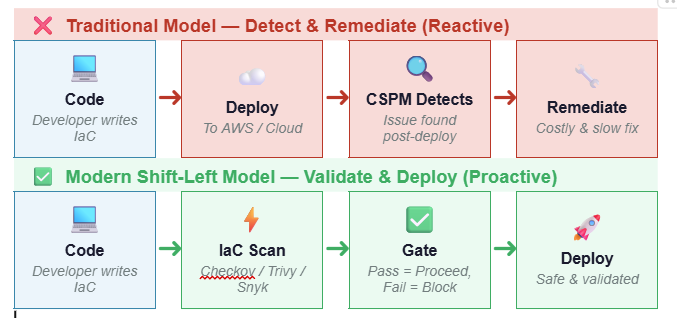 Traditional Model — Detect & Remediate (Reactive)
Code
Developer writes
IaC
Deploy
To AWS / Cloud
CSPM Detects
Issue found
post-deploy
Remediate
Costly & slow fix
Modern Shift-Left Model — Validate & Deploy (Proactive)
Code
Developer writes
IaC
IaC Scan
Checkov / Trivy /
Snyk
Gate
Pass = Proceed,
Fail = Block
Deploy
Safe & validated